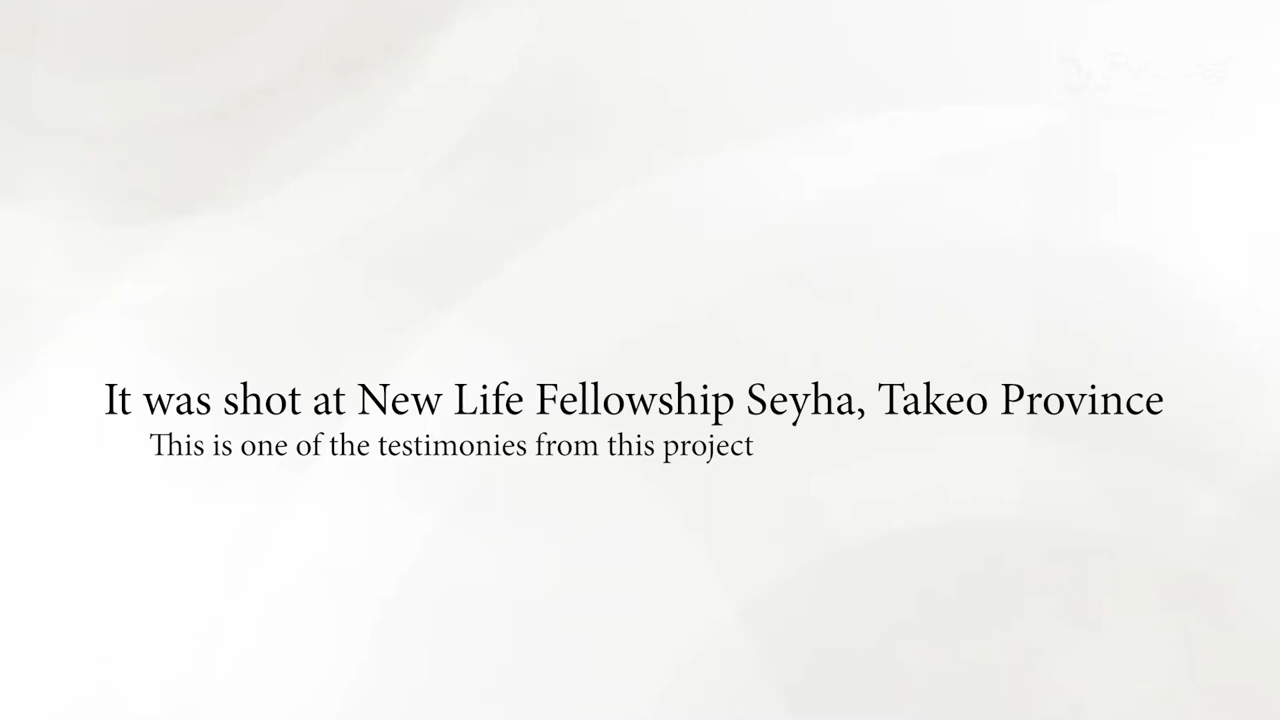 It was shot at New Life Fellowship Seyha, Takeo Province
This is one of the testimonies from this project